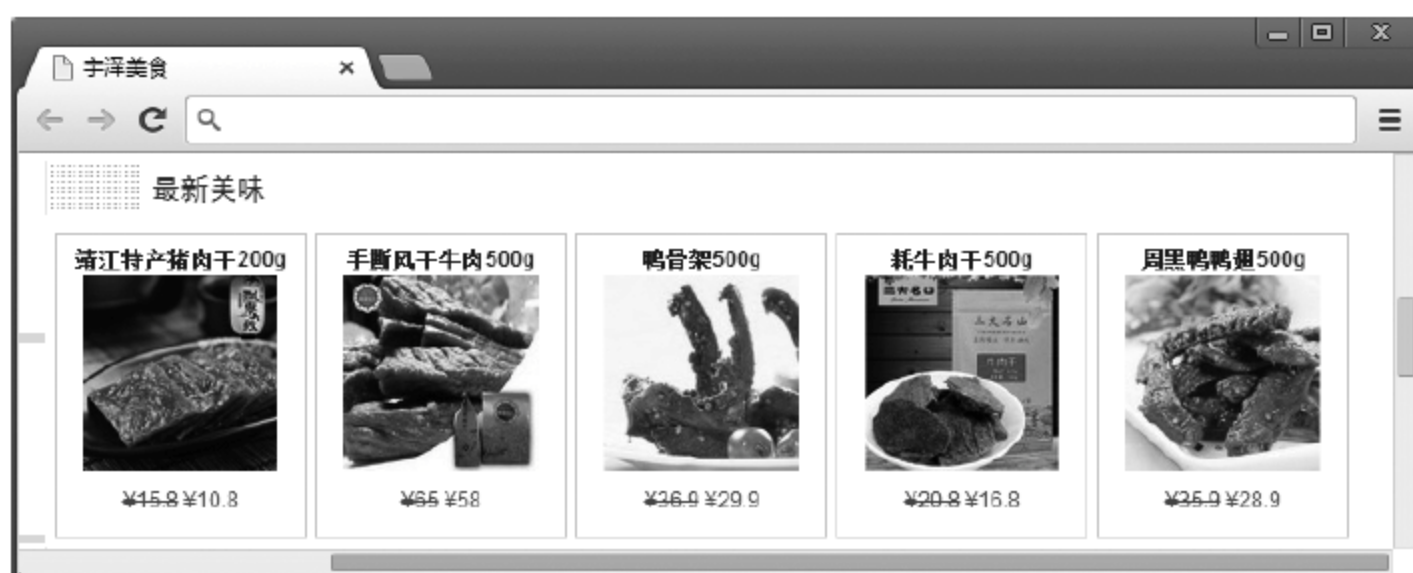 丰泽美食
最新美味
靖江特产猪肉干200g
手撕风干牛肉500g
鸭骨架500g
牦牛肉干500g
周黑鸭鸭翅500g
¥15.8 ¥10.8
¥65 ¥58
¥36.9 ¥29.9
¥20.8 ¥16.8
¥35.9 ¥28.9